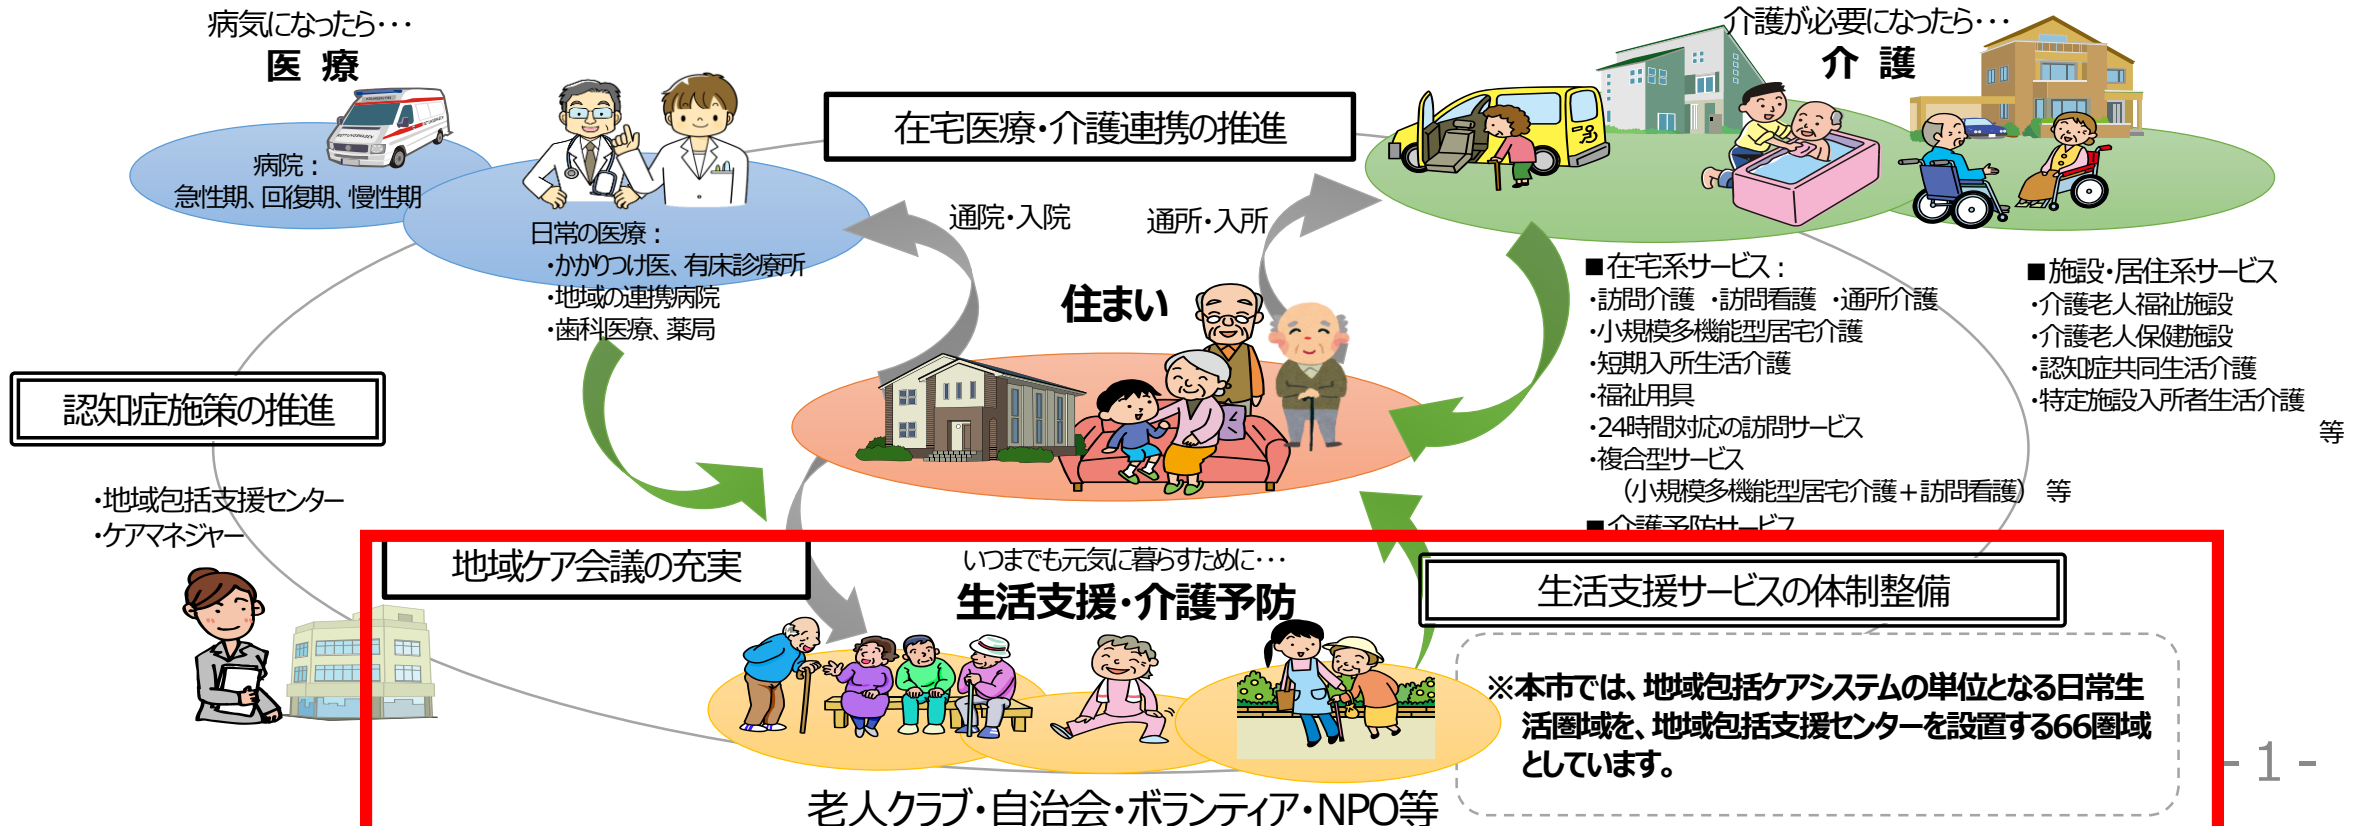 病気になったら･･･
医 療
病院：
急性期、回復期、慢性期
日常の医療：
・かかりつけ医、有床診療所
・地域の連携病院
・歯科医療、薬局
在宅医療・介護連携の推進
通院・入院
通所・入所
住まい
介護が必要になったら･･･
介 護
■在宅系サービス：
・訪問介護 ・訪問看護 ・通所介護
・小規模多機能型居宅介護
・短期入所生活介護
・福祉用具
・24時間対応の訪問サービス
・複合型サービス
（小規模多機能型居宅介護＋訪問看護） 等
■介護予防サービス
■施設・居住系サービス
・介護老人福祉施設
・介護老人保健施設
・認知症共同生活介護
・特定施設入所者生活介護
等
認知症施策の推進
・地域包括支援センター
・ケアマネジャー
地域ケア会議の充実
いつまでも元気に暮らすために･･･
生活支援・介護予防
生活支援サービスの体制整備
※本市では、地域包括ケアシステムの単位となる日常生
活圏域を、地域包括支援センターを設置する66圏域
としています。
老人クラブ・自治会・ボランティア・NPO等
- 1 -